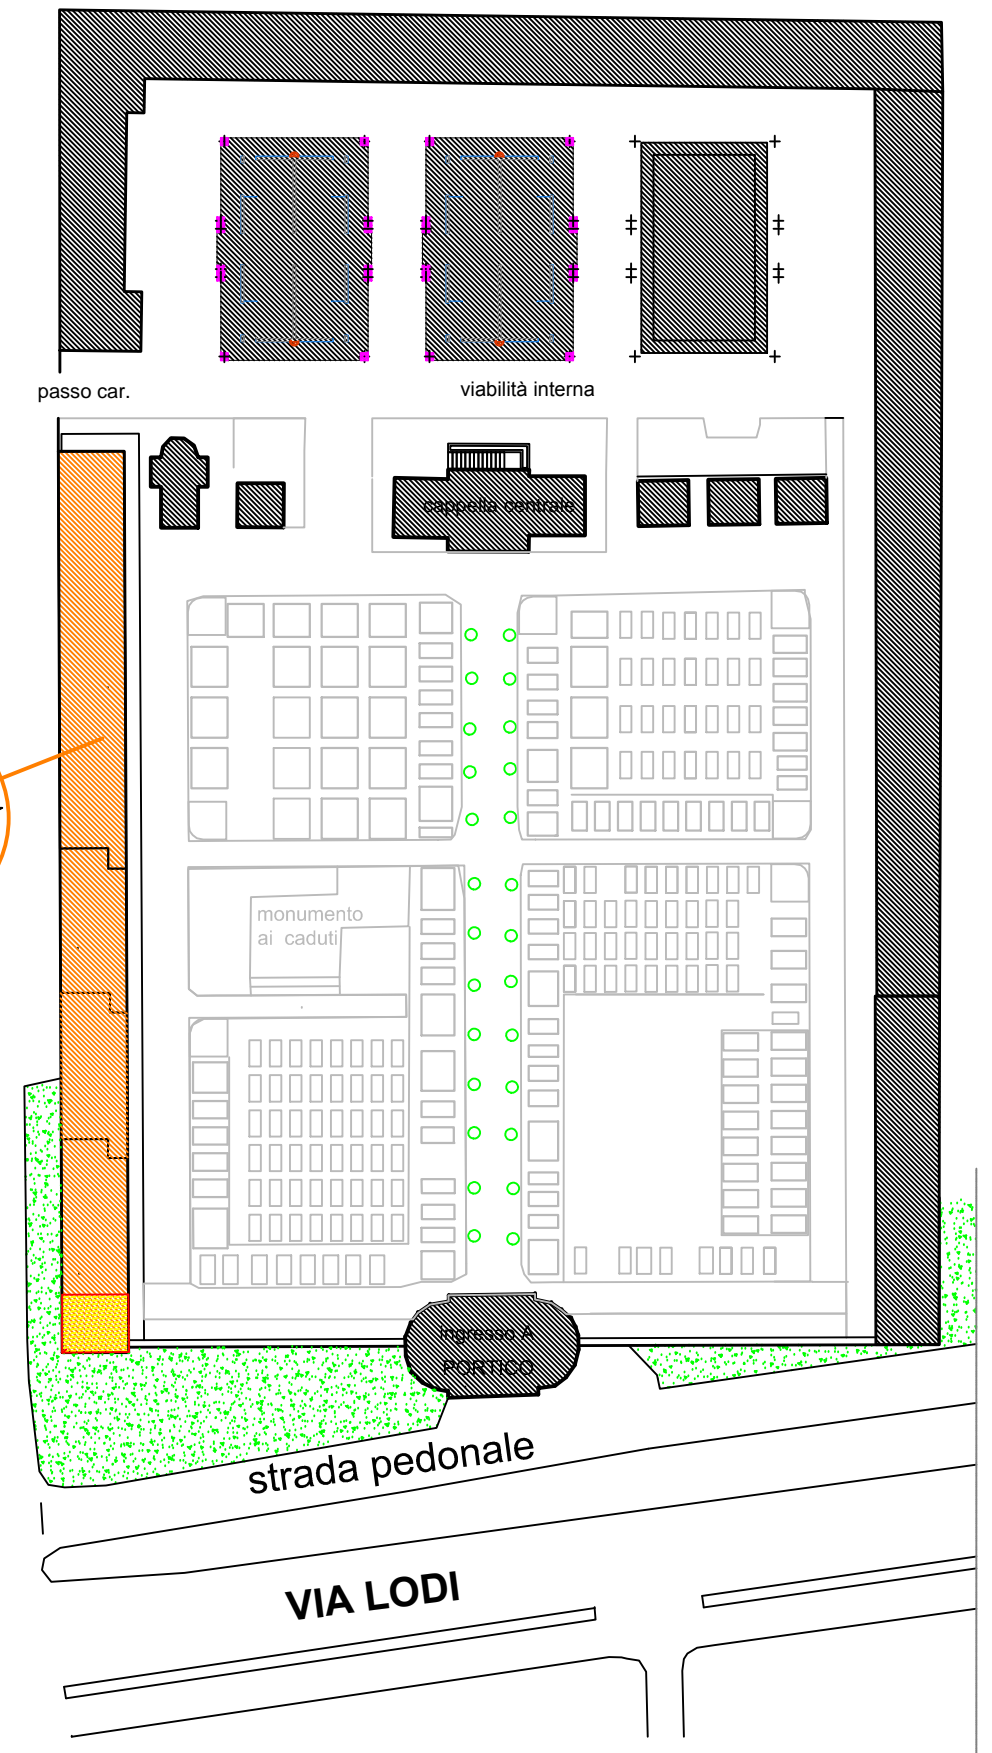 passo car.
viabilità interna
cappella centrale
monumento
ai caduti
ingresso A
PORTICO
strada pedonale
VIA LODI